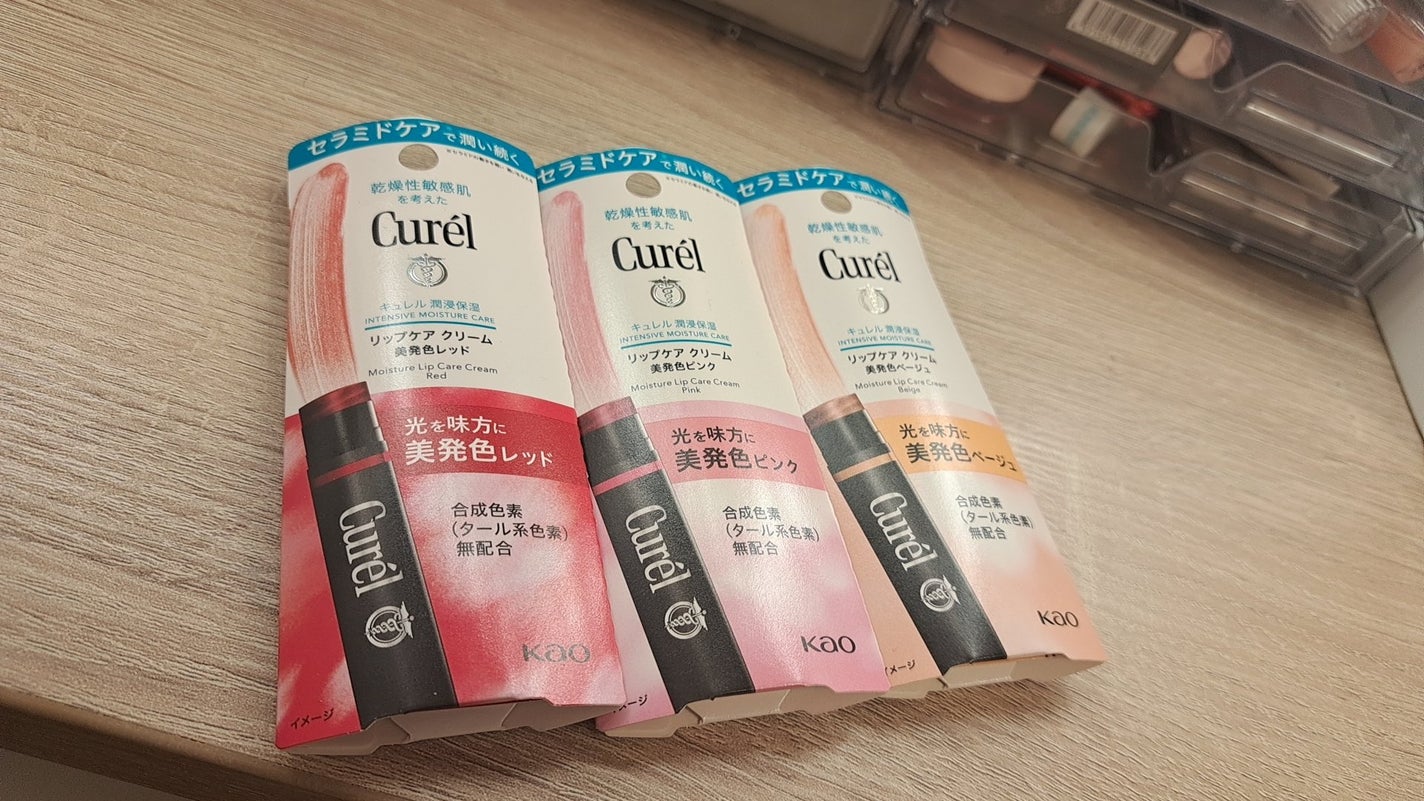 セラミドケアで潤い続く
乾燥性敏感肌
を考えた
Curél
キュレル 潤浸保湿
INTENSIVE MOISTURE CARE
リップケア クリーム
美発色レッド
Moisture Lip Care Cream
Red
光を味方に
美発色レッド
合成色素
(タール系色素)
無配合
Curél
Kao
イメージ
セラミドケアで潤い続く
乾燥性敏感肌
を考えた
Curél
キュレル 潤浸保湿
INTENSIVE MOISTURE CARE
リップケア クリーム
美発色ピンク
Moisture Lip Care Cream
Pink
光を味方に
美発色ピンク
合成色素
(タール系色素)
無配合
Curél
Kao
セラミドケアで潤い続く
乾燥性敏感肌
を考えた
Curél
キュレル 潤浸保湿
INTENSIVE MOISTURE CARE
リップケア クリーム
美発色ベージュ
Moisture Lip Care Cream
Beige
光を味方に
美発色ベージュ
合成色素
(タール系色素)
無配合
Curél
Kao
イメージ